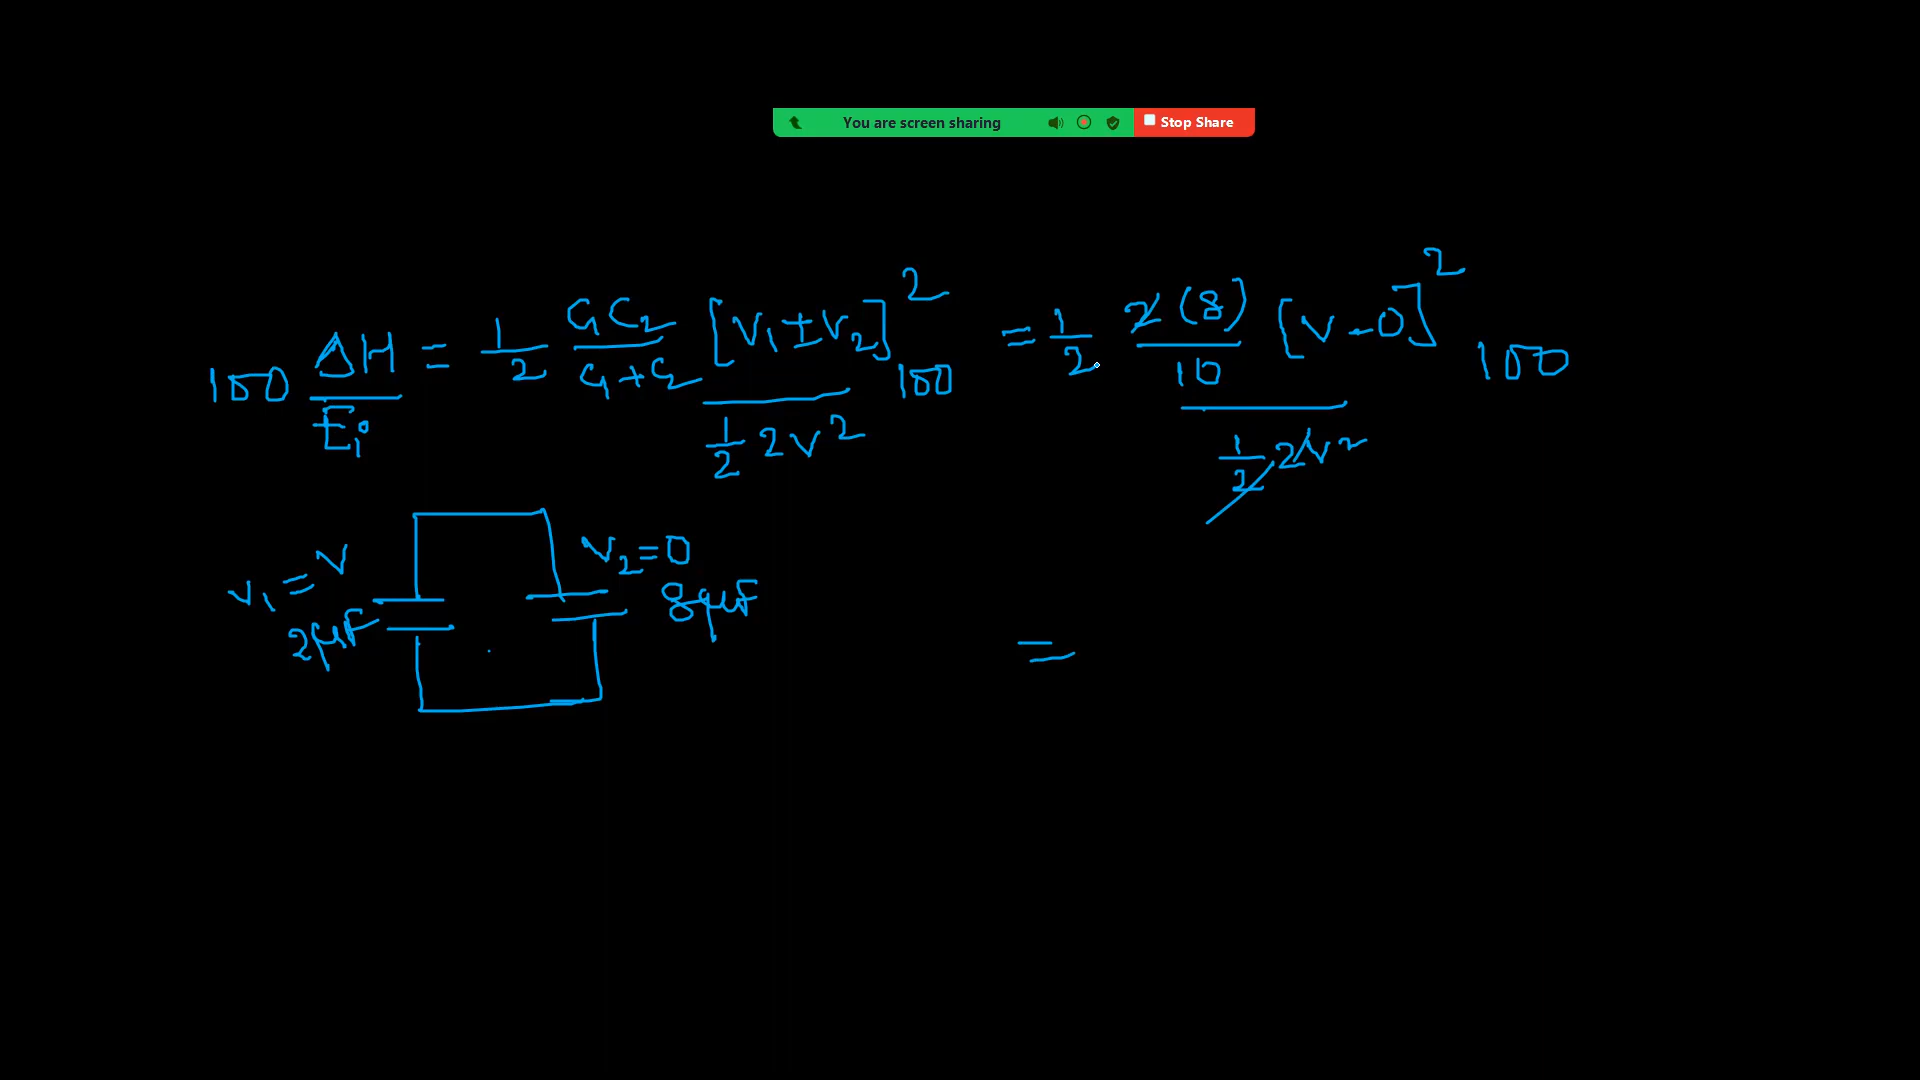 You are screen sharing Stop Share
100 ΔH/Ei = 1/2 C1C2/C1+C2 [V1±V2]^2 / 1/2 2V^2 100 = 1/2 2(8)/10 [V-0]^2 / 1/2 2V^2 100
V1=V
2μF
V2=0
8μF
=